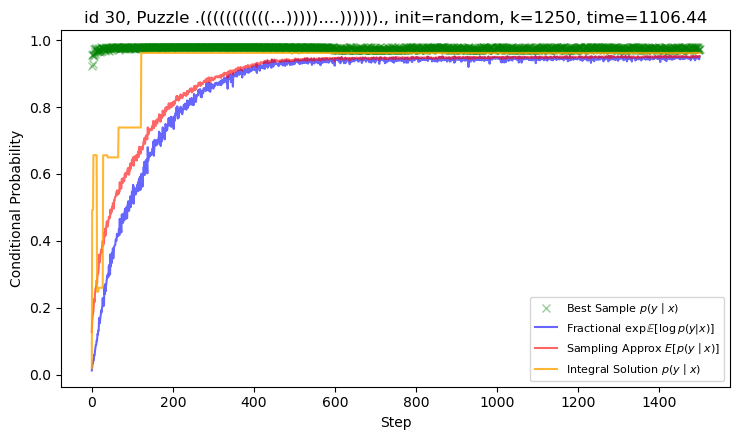 id 30, Puzzle .(((((((((((...)))))....))))))., init=random, k=1250, time=1106.44
1.0
0.8
0.6
0.4
0.2
0.0
Conditional Probability
Best Sample p(y | x)
Fractional exp𝔼[log p(y|x)]
Sampling Approx E[p(y | x)]
Integral Solution p(y | x)
0 200 400 600 800 1000 1200 1400
Step